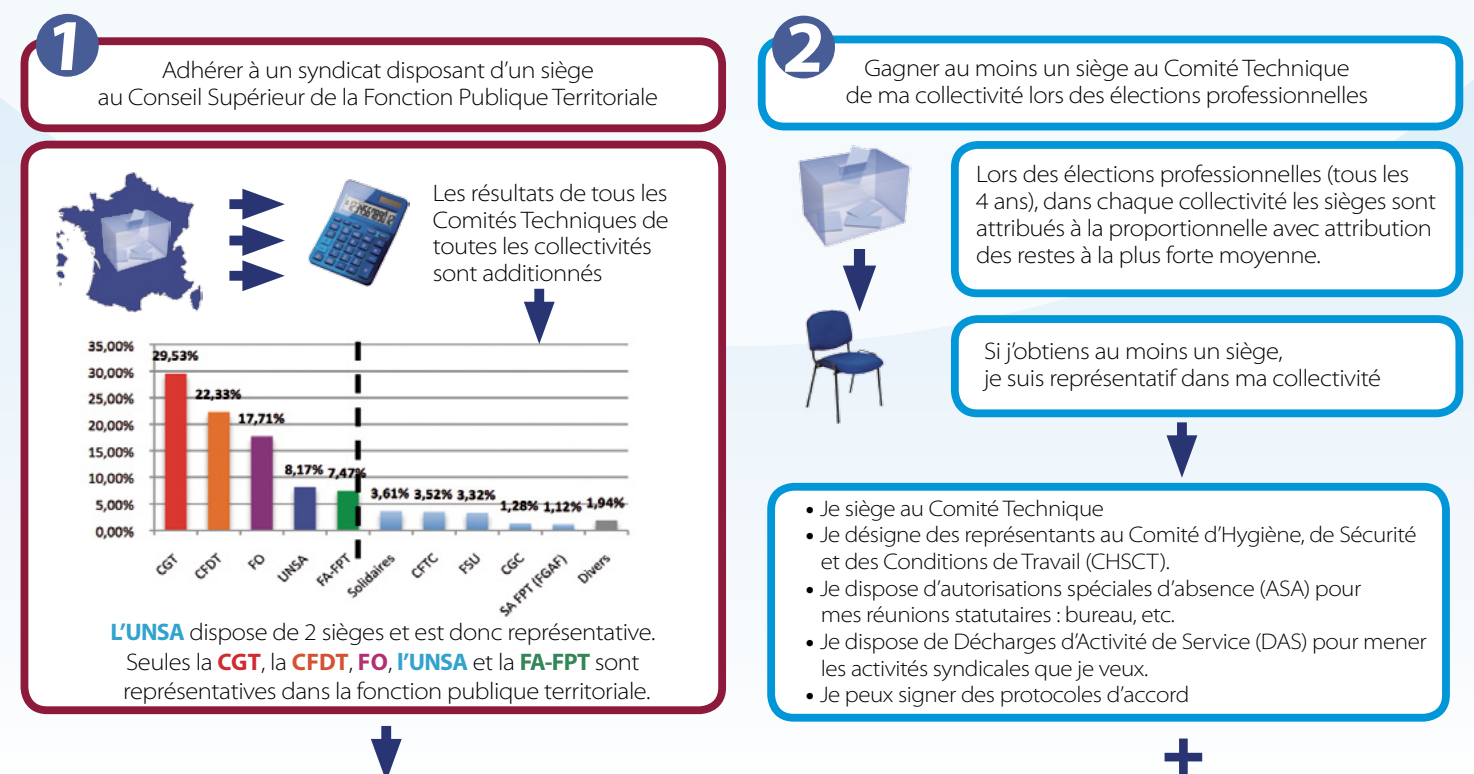 1
Adhérer à un syndicat disposant d'un siège
au Conseil Supérieur de la Fonction Publique Territoriale
Les résultats de tous les
Comités Techniques de
toutes les collectivités
sont additionnés
35,00%
30,00%
25,00%
20,00%
15,00%
10,00%
5,00%
0,00%
29,53%
22,33%
17,71%
8,17%
7,47%
3,61%
3,52%
3,32%
1,28%
1,12%
1,94%
CGT
CFDT
FO
UNSA
FA-FPT
Solidaires
CFTC
FSU
CGC
SA FPT (FGAF)
Divers
L'UNSA dispose de 2 sièges et est donc représentative.
Seules la CGT, la CFDT, FO, l'UNSA et la FA-FPT sont
représentatives dans la fonction publique territoriale.
2
Gagner au moins un siège au Comité Technique
de ma collectivité lors des élections professionnelles
Lors des élections professionnelles (tous les
4 ans), dans chaque collectivité les sièges sont
attribués à la proportionnelle avec attribution
des restes à la plus forte moyenne.
Si j'obtiens au moins un siège,
je suis représentatif dans ma collectivité
• Je siège au Comité Technique
• Je désigne des représentants au Comité d'Hygiène, de Sécurité
et des Conditions de Travail (CHSCT).
• Je dispose d'autorisations spéciales d'absence (ASA) pour
mes réunions statutaires : bureau, etc.
• Je dispose de Décharges d'Activité de Service (DAS) pour mener
les activités syndicales que je veux.
• Je peux signer des protocoles d'accord
+